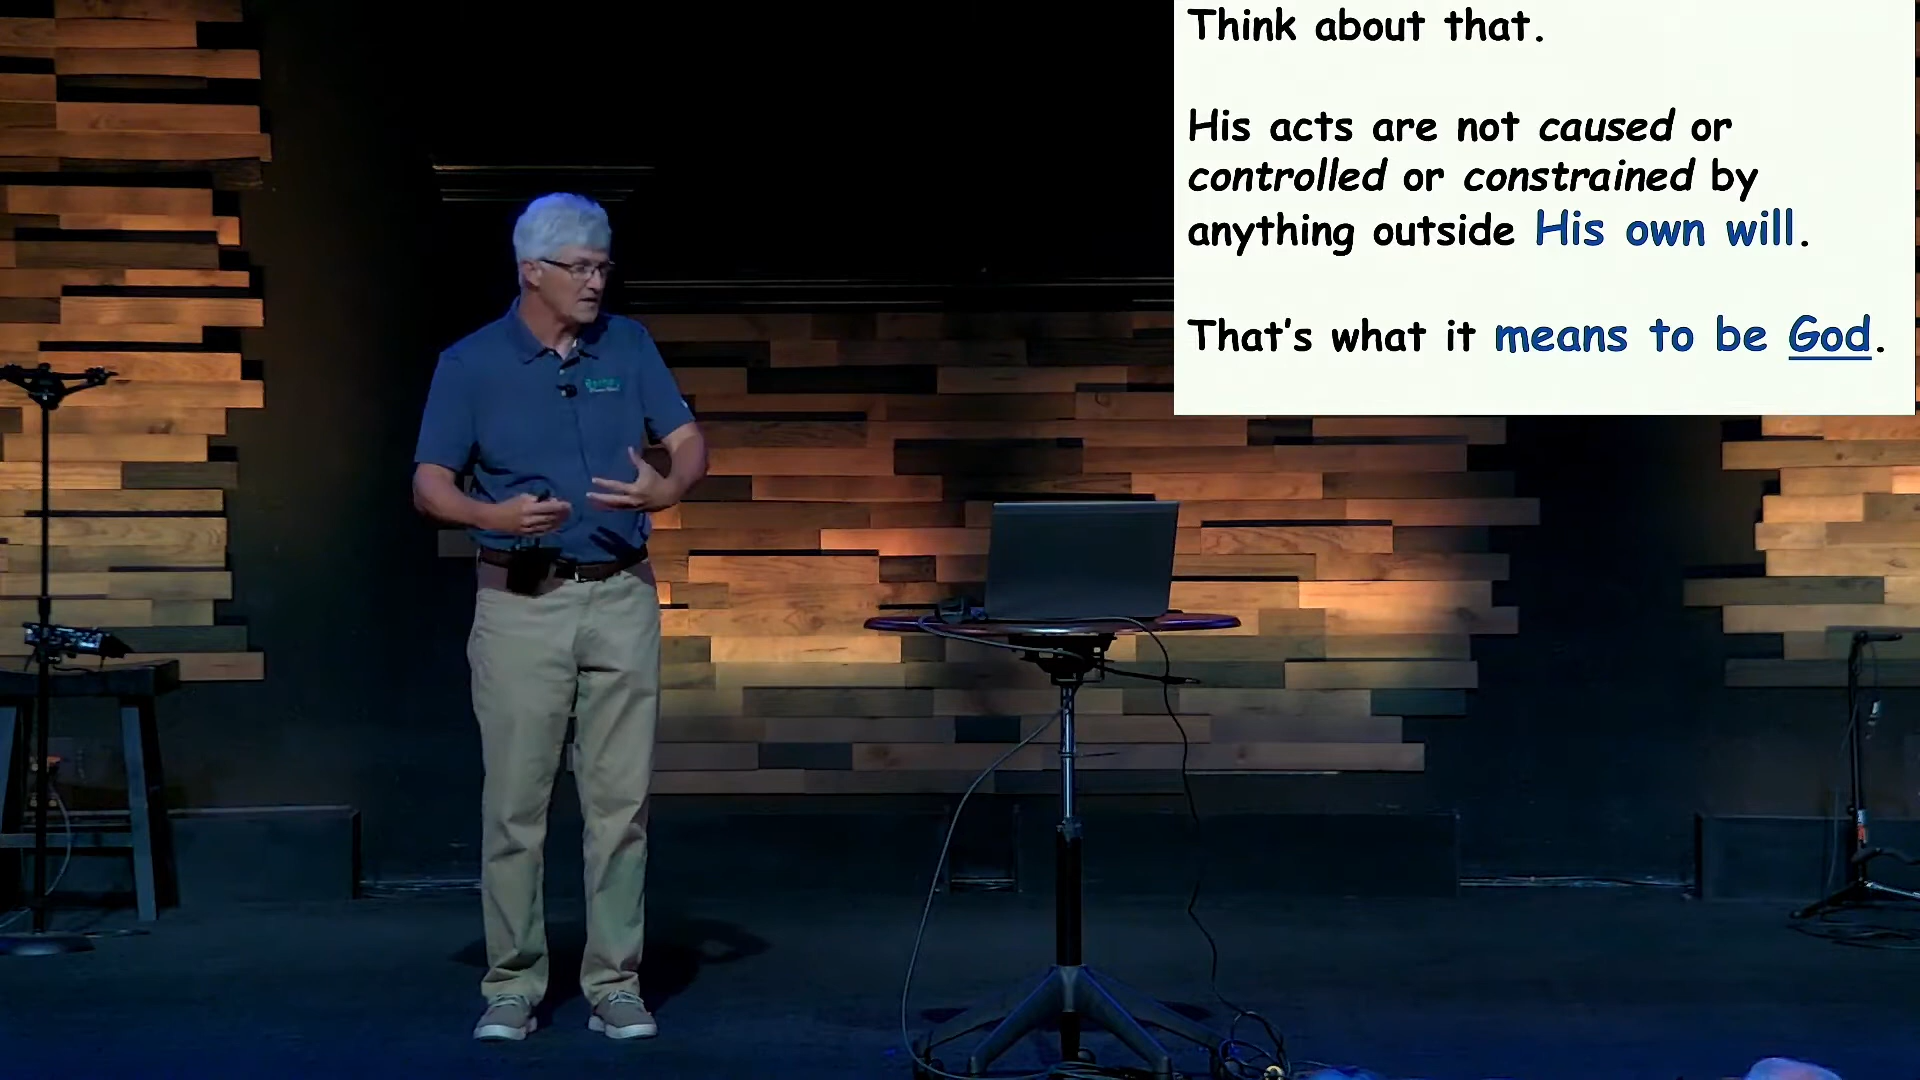 Think about that.
His acts are not caused or
controlled or constrained by
anything outside His own will.
That's what it means to be God.